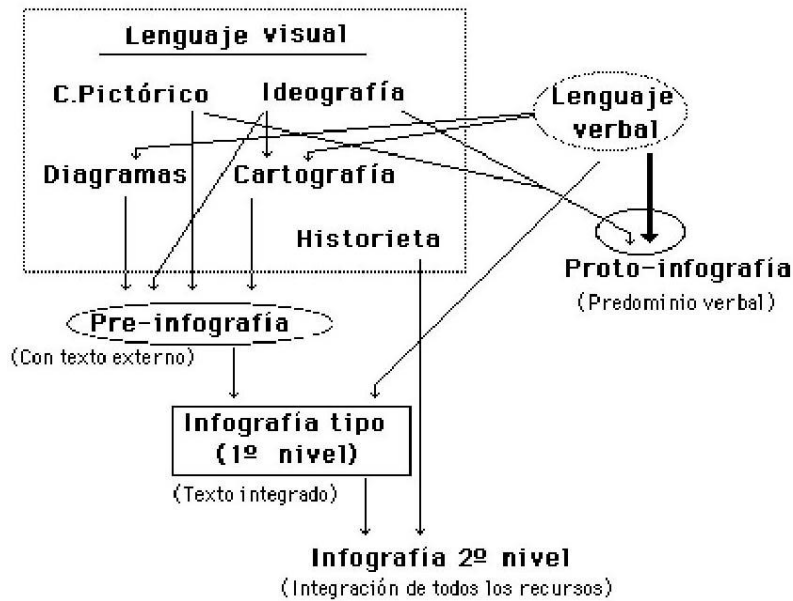 Lenguaje visual
C.Pictórico
Ideografía
Lenguaje
verbal
Diagramas
Cartografía
Historieta
Proto-infografía
(Predominio verbal)
Pre-infografía
(Con texto externo)
Infografía tipo
(1º nivel)
(Texto integrado)
Infografía 2º nivel
(Integración de todos los recursos)